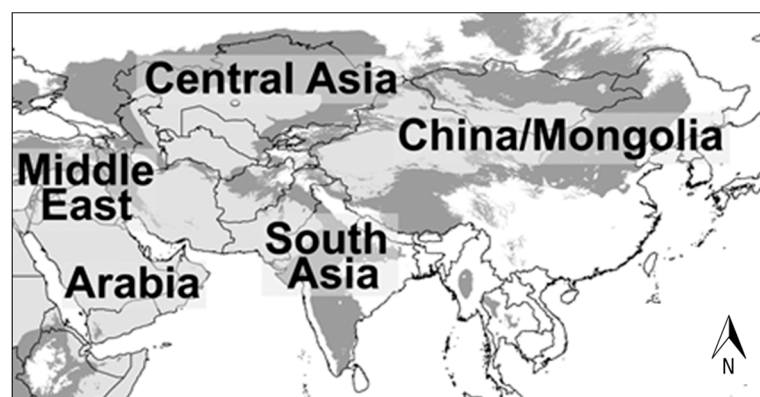 Central Asia
China/Mongolia
Middle
East
South
Asia
Arabia
N